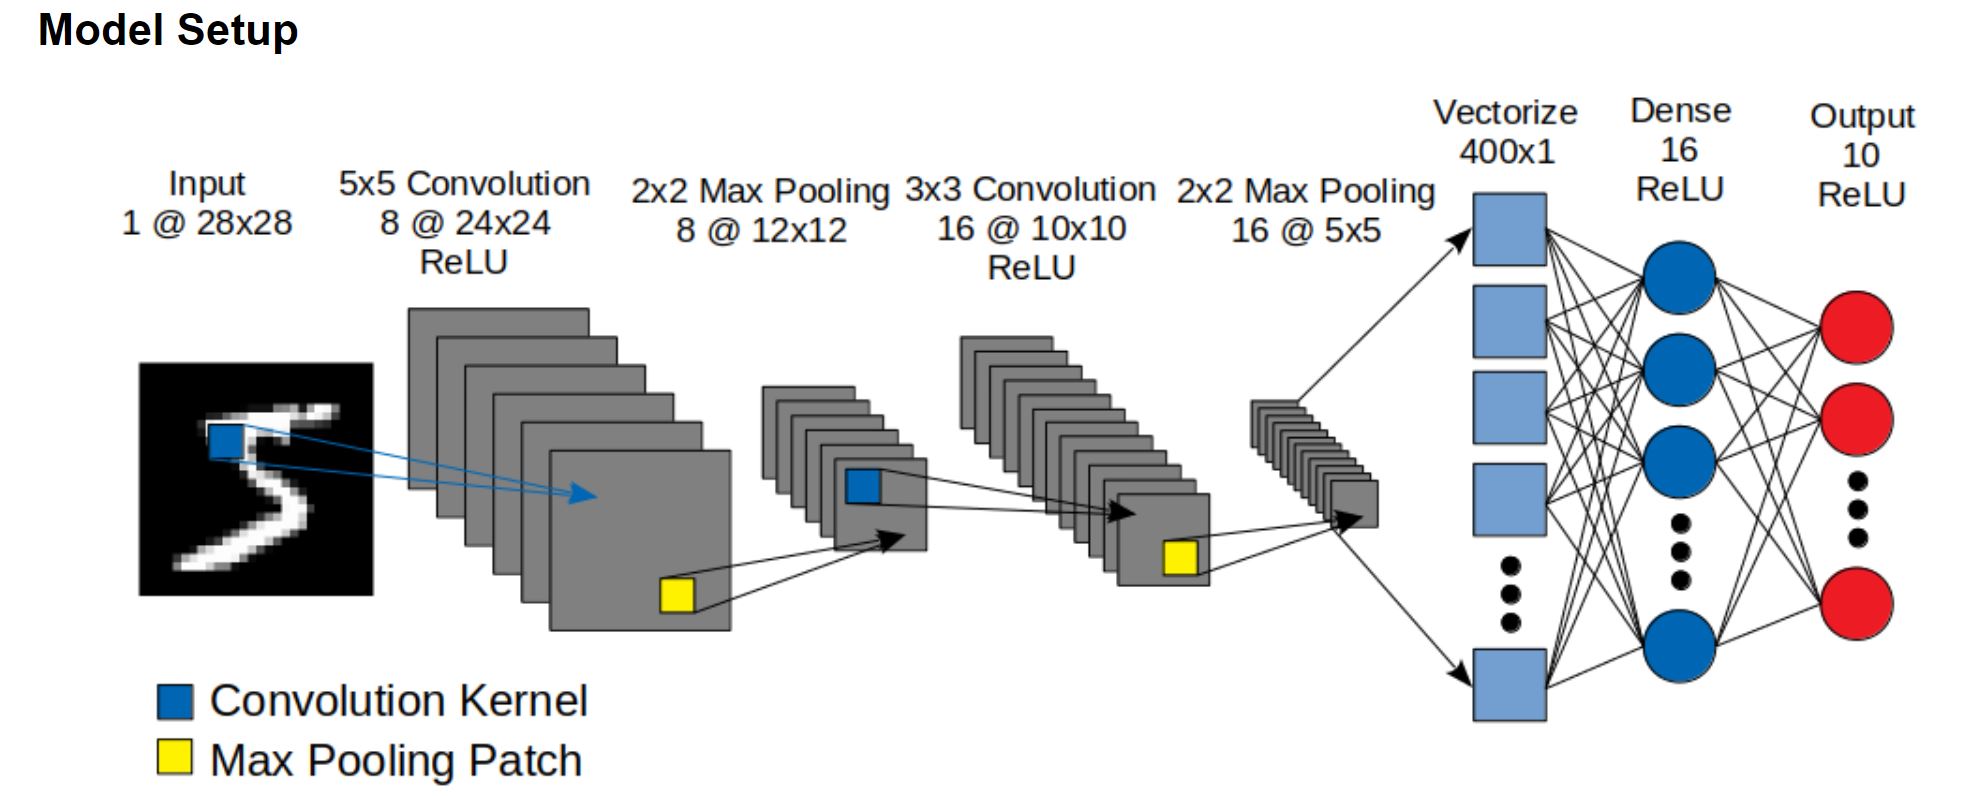 Model Setup
Input
1 @ 28x28
5x5 Convolution
8 @ 24x24
ReLU
2x2 Max Pooling
8 @ 12x12
3x3 Convolution
16 @ 10x10
ReLU
2x2 Max Pooling
16 @ 5x5
Vectorize
400x1
Dense
16
ReLU
Output
10
ReLU
Convolution Kernel
Max Pooling Patch